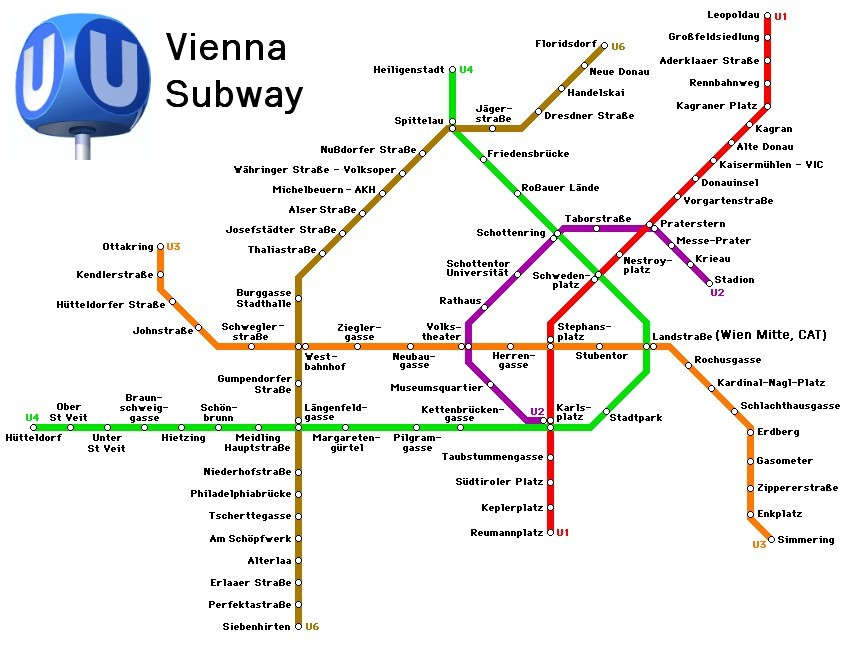 U U
Vienna
Subway
Leopoldau
U1
Großfeldsiedlung
Aderklaaer Straße
Rennbahnweg
Kagraner Platz
Kagran
Alte Donau
Kaisermühlen - VIC
Donauinsel
Vorgartenstraße
Praterstern
Floridsdorf
U6
Neue Donau
Handelskai
Dresdner Straße
Jäger-
straße
Heiligenstadt
U4
Spittelau
Friedensbrücke
Roßauer Lände
Nußdorfer Straße
Währinger Straße - Volksoper
Michelbeuern - AKH
Alser Straße
Josefstädter Straße
Thaliastraße
Taborstraße
Schottenring
Messe-Prater
Krieau
Stadion
U2
Nestroy-
platz
Schweden-
platz
Schottentor
Universität
Rathaus
Ottakring
U3
Kendlerstraße
Hütteldorfer Straße
Johnstraße
Schwegler-
straße
Burggasse
Stadthalle
West-
bahnhof
Ziegler-
gasse
Neubau-
gasse
Volks-
theater
Herren-
gasse
Stephans-
platz
Stubentor
Landstraße (Wien Mitte, CAT)
Rochusgasse
Kardinal-Nagl-Platz
Schlachthausgasse
Erdberg
Gasometer
Zippererstraße
Enkplatz
U3
Simmering
Gumpendorfer
Straße
Museumsquartier
U2
Karls-
platz
Stadtpark
U4
Hütteldorf
Ober
St Veit
Unter
St Veit
Braun-
schweig-
gasse
Hietzing
Schön-
brunn
Meidling
Hauptstraße
Längenfeld-
gasse
Margareten-
gürtel
Pilgram-
gasse
Kettenbrücken-
gasse
Taubstummengasse
Südtiroler Platz
Keplerplatz
Reumannplatz
U1
Niederhofstraße
Philadelphiabrücke
Tscherttegasse
Am Schöpfwerk
Alterlaa
Erlaaer Straße
Perfektastraße
Siebenhirten
U6